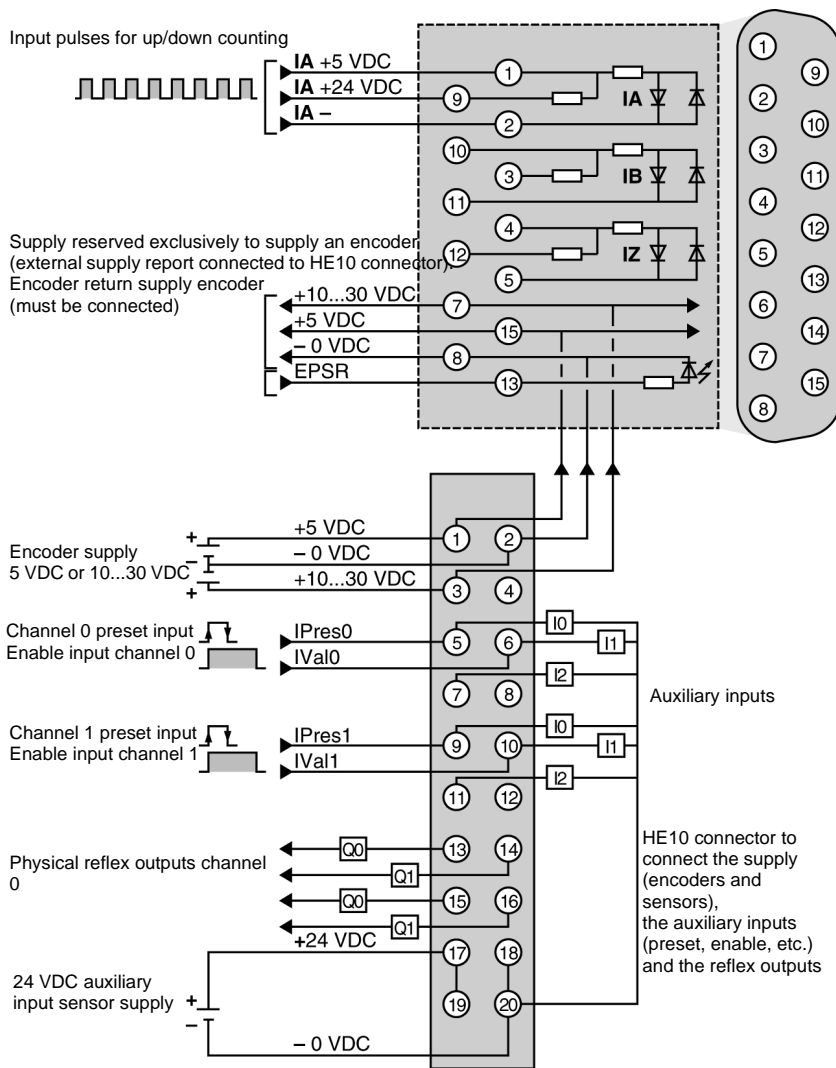 Input pulses for up/down counting
IA +5 VDC
IA +24 VDC
IA –
1
9
2
IA
10
3
11
IB
4
12
5
IZ
Supply reserved exclusively to supply an encoder
(external supply report connected to HE10 connector).
Encoder return supply encoder
(must be connected)
+10...30 VDC
7
+5 VDC
15
– 0 VDC
8
EPSR
13
1
9
2
10
3
11
4
12
5
13
6
14
7
15
8
Encoder supply
5 VDC or 10...30 VDC
+
–
+
+5 VDC
– 0 VDC
+10...30 VDC
1
2
3
4
Channel 0 preset input
Enable input channel 0
IPres0
IVal0
5
6
7
8
I0
I1
I2
Auxiliary inputs
Channel 1 preset input
Enable input channel 1
IPres1
IVal1
9
10
11
12
I0
I1
I2
Physical reflex outputs channel
0
Q0
Q1
Q0
Q1
13
14
15
16
HE10 connector to
connect the supply
(encoders and
sensors),
the auxiliary inputs
(preset, enable, etc.)
and the reflex outputs
24 VDC auxiliary
input sensor supply
+
–
+24 VDC
17
18
19
20
– 0 VDC